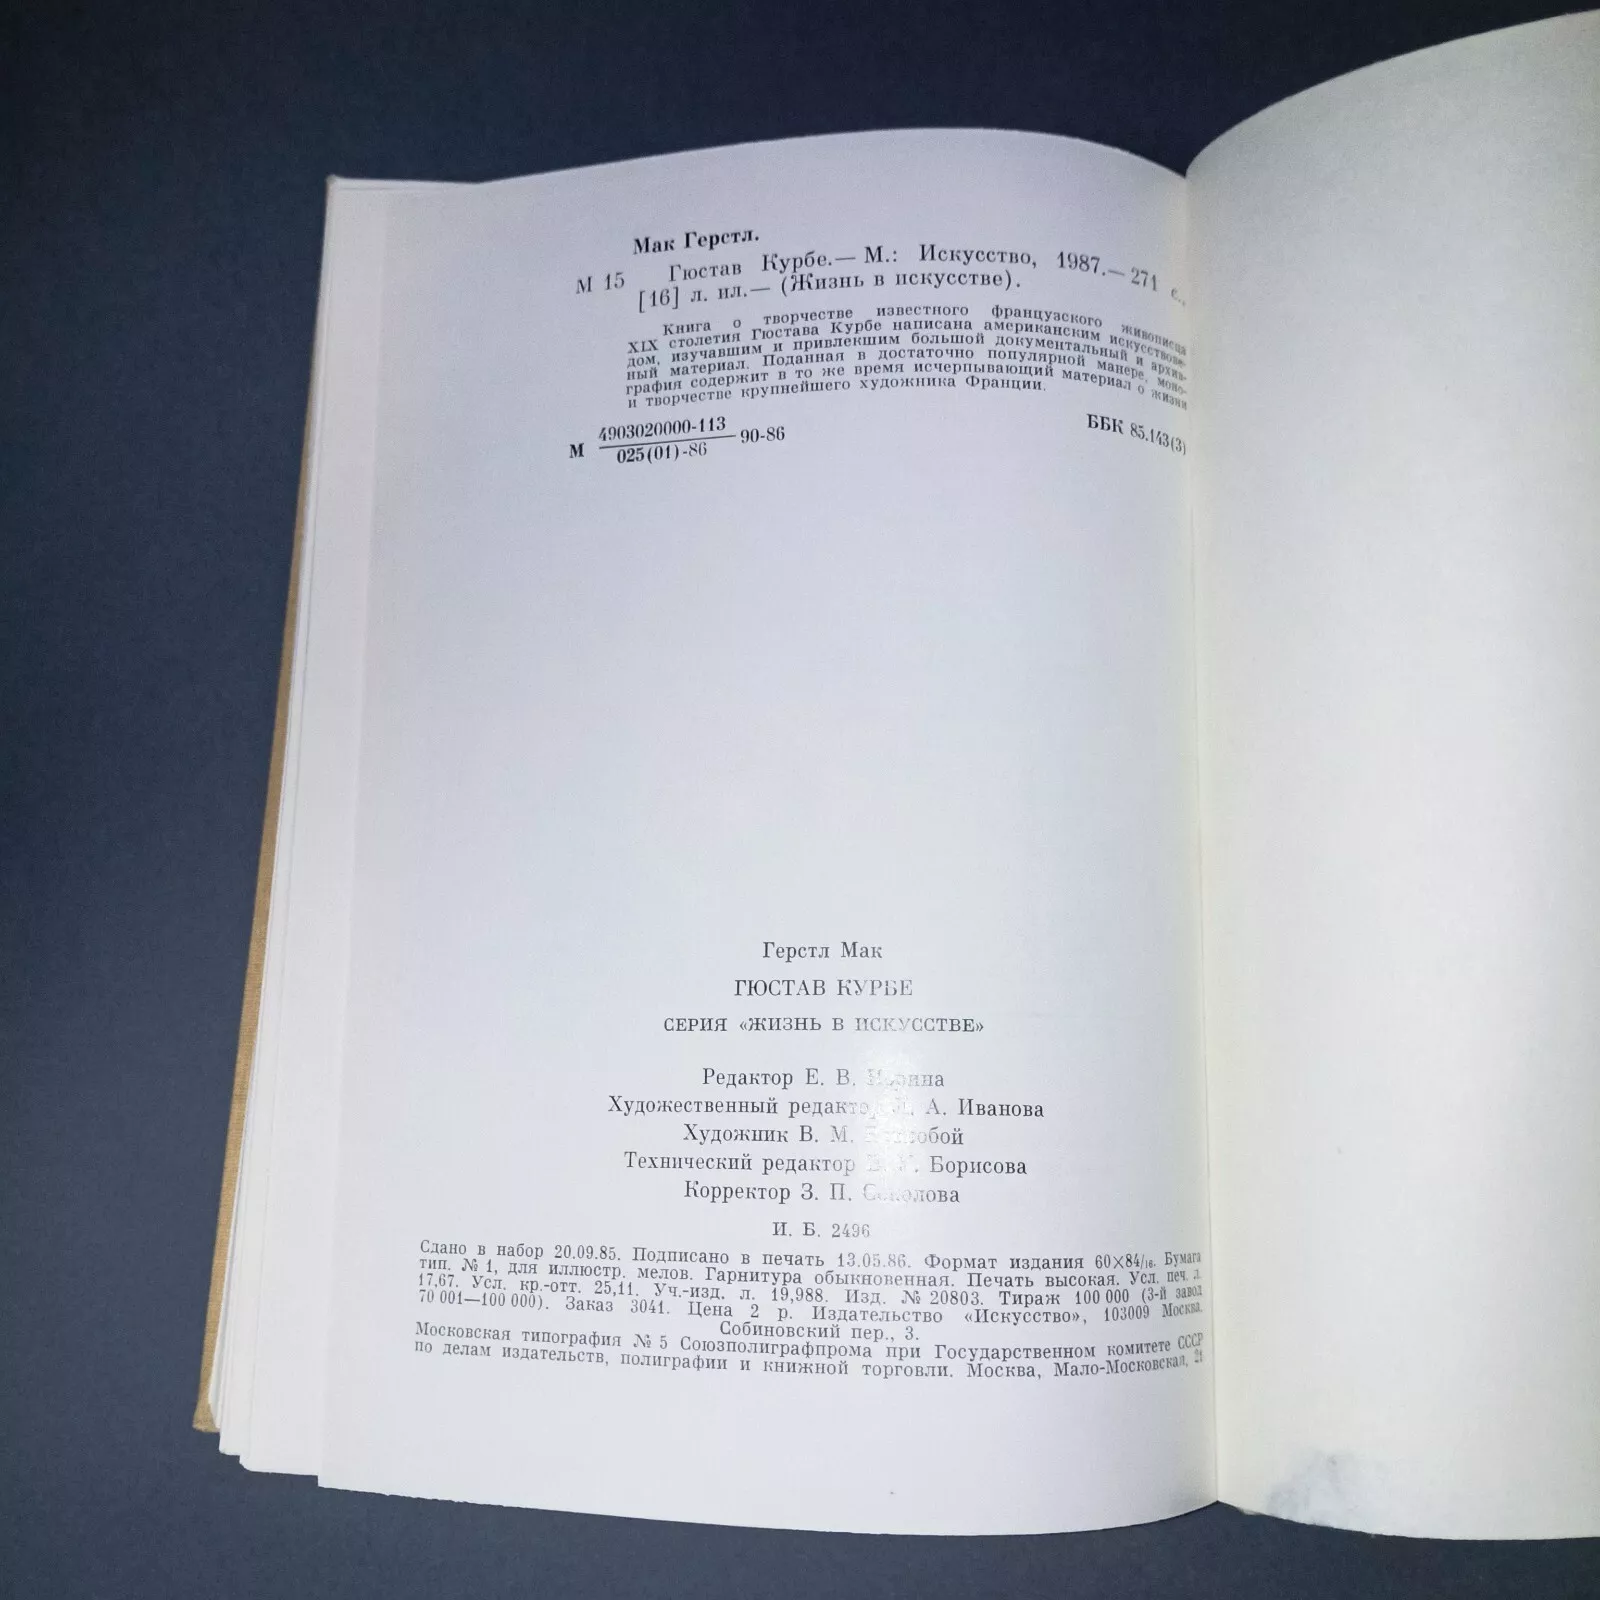 Мак Герстл.
М 15 Гюстав Курбе.— М.: Искусство, 1987.— 271 с.,
[16] л. ил.— (Жизнь в искусстве).
Книга о творчестве известного французского живописца
XIX столетия Гюстава Курбе написана американским искусствове-
дом, изучавшим и привлекшим большой документальный и архив-
ный материал. Поданная в достаточно популярной манере, моно-
графия содержит в то же время исчерпывающий материал о жизни
и творчестве крупнейшего художника Франции.
М 4903020000-113 90-86
025(01)-86
ББК 85.143(3)
Герстл Мак
ГЮСТАВ КУРБЕ
СЕРИЯ «ЖИЗНЬ В ИСКУССТВЕ»
Редактор Е. В.
Художественный редактор А. Иванова
Художник В. М.
Технический редактор Борисова
Корректор З. П. Соколова
И. Б. 2496
Сдано в набор 20.09.85. Подписано в печать 13.05.86. Формат издания 60×84/16. Бумага
тип. № 1, для иллюстр. мелов. Гарнитура обыкновенная. Печать высокая. Усл. печ. л.
17,67. Усл. кр.-отт. 25,11. Уч.-изд. л. 19,988. Изд. № 20803. Тираж 100 000 (3-й завод
70 001—100 000). Заказ 3041. Цена 2 р. Издательство «Искусство», 103009 Москва,
Собиновский пер., 3.
Московская типография № 5 Союзполиграфпрома при Государственном комитете СССР
по делам издательств, полиграфии и книжной торговли. Москва, Мало-Московская, 21